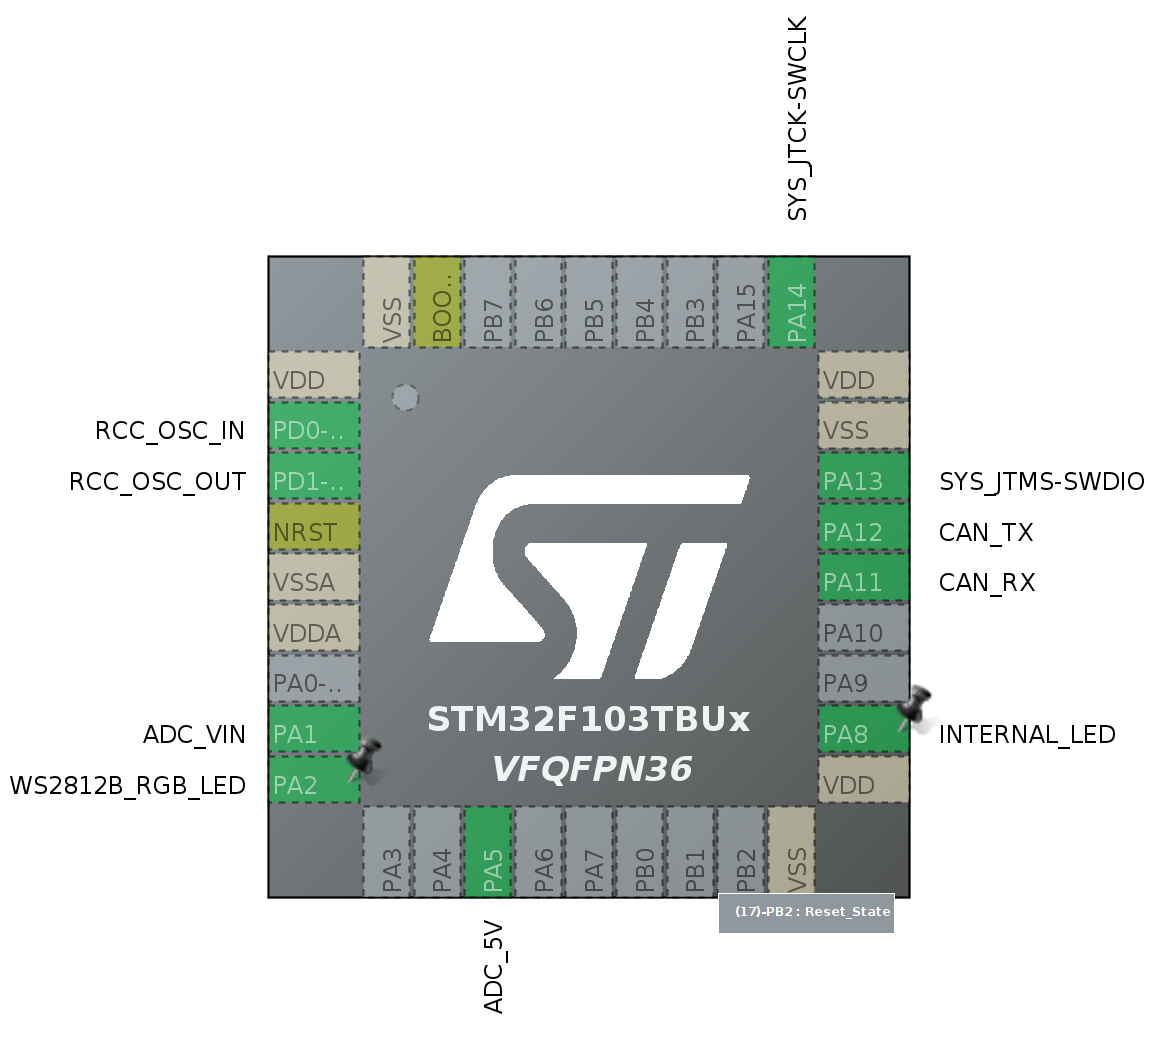 SYS_JTCK-SWCLK
VSS
BOO..
PB7
PB6
PB5
PB4
PB3
PA15
PA14
VDD
VDD
RCC_OSC_IN
PD0-..
VSS
RCC_OSC_OUT
PD1-..
PA13
SYS_JTMS-SWDIO
NRST
PA12
CAN_TX
VSSA
PA11
CAN_RX
VDDA
PA10
PA0-..
PA9
ADC_VIN
PA1
PA8
INTERNAL_LED
WS2812B_RGB_LED
PA2
VDD
ST
STM32F103TBUx
VFQFPN36
PA3
PA4
PA5
PA6
PA7
PB0
PB1
PB2
VSS
(17)-PB2 : Reset_State
ADC_5V